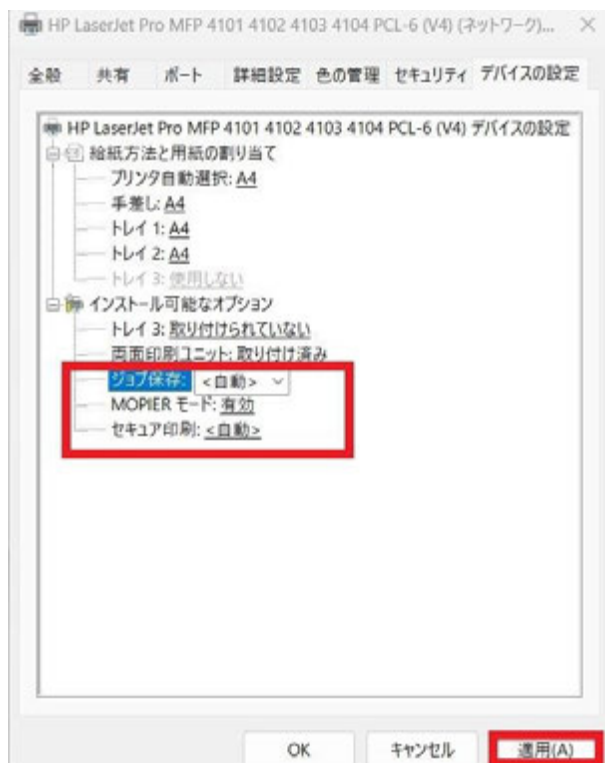 HP LaserJet Pro MFP 4101 4102 4103 4104 PCL-6 (V4) (ネットワーク)...
全般 共有 ポート 詳細設定 色の管理 セキュリティ デバイスの設定
HP LaserJet Pro MFP 4101 4102 4103 4104 PCL-6 (V4) デバイスの設定
給紙方法と用紙の割り当て
プリンタ自動選択: A4
手差し: A4
トレイ 1: A4
トレイ 2: A4
トレイ 3: 使用しない
インストール可能なオプション
トレイ 3: 取り付けられていない
両面印刷ユニット: 取り付け済み
ジョブ保存: <自動>
MOPIER モード: 有効
セキュア印刷: <自動>
OK キャンセル 適用(A)